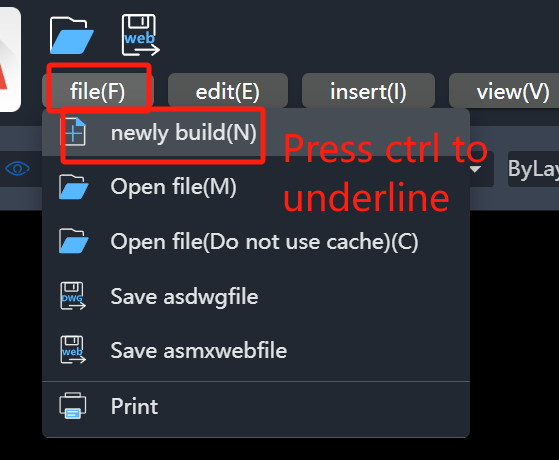 web
file(F) edit(E) insert(I) view(V)
newly build(N)
Press ctrl to
underline
ByLay
Open file(M)
Open file(Do not use cache)(C)
DWG Save asdwgfile
web Save asmxwebfile
Print